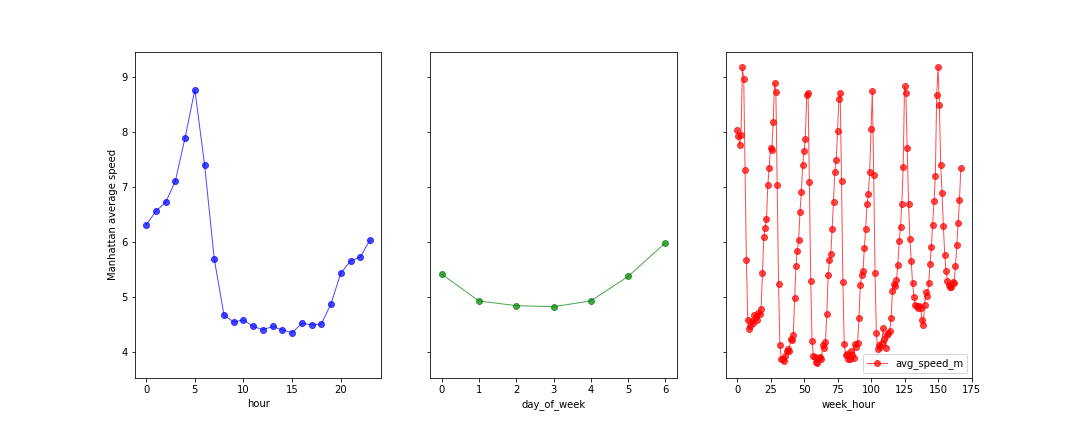 Manhattan average speed
9
8
7
6
5
4
0 5 10 15 20
hour
0 1 2 3 4 5 6
day_of_week
avg_speed_m
0 25 50 75 100 125 150 175
week_hour